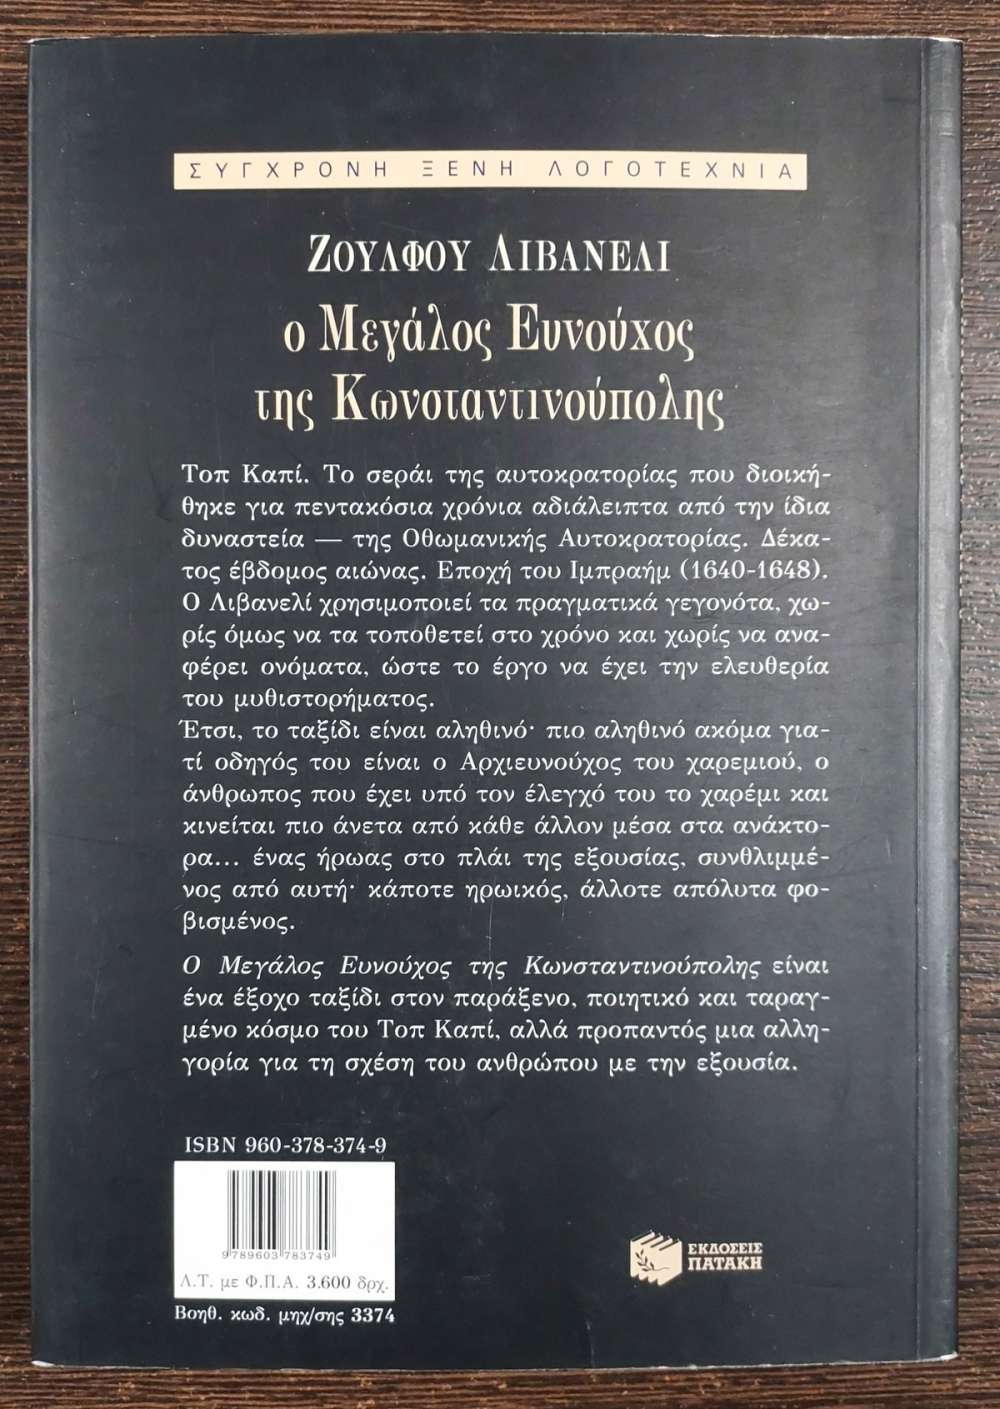 ΣΥΓΧΡΟΝΗ ΞΕΝΗ ΛΟΓΟΤΕΧΝΙΑ
ΖΟΥΛΦΟΥ ΛΙΒΑΝΕΛΙ
ο Μεγάλος Ευνούχος
της Κωνσταντινούπολης
Τοπ Καπί. Το σεράι της αυτοκρατορίας που διοική-
θηκε για πεντακόσια χρόνια αδιάλειπτα από την ίδια
δυναστεία — της Οθωμανικής Αυτοκρατορίας. Δέκα-
τος έβδομος αιώνας. Εποχή του Ιμπραήμ (1640-1648).
Ο Λιβανελί χρησιμοποιεί τα πραγματικά γεγονότα, χω-
ρίς όμως να τα τοποθετεί στο χρόνο και χωρίς να ανα-
φέρει ονόματα, ώστε το έργο να έχει την ελευθερία
του μυθιστορήματος.
Έτσι, το ταξίδι είναι αληθινό· πιο αληθινό ακόμα για-
τί οδηγός του είναι ο Αρχιευνούχος του χαρεμιού, ο
άνθρωπος που έχει υπό τον έλεγχό του το χαρέμι και
κινείται πιο άνετα από κάθε άλλον μέσα στα ανάκτο-
ρα... ένας ήρωας στο πλάι της εξουσίας, συνθλιμμέ-
νος από αυτή· κάποτε ηρωικός, άλλοτε απόλυτα φο-
βισμένος.
Ο Μεγάλος Ευνούχος της Κωνσταντινούπολης είναι
ένα έξοχο ταξίδι στον παράξενο, ποιητικό και ταραγ-
μένο κόσμο του Τοπ Καπί, αλλά προπαντός μια αλλη-
γορία για τη σχέση του ανθρώπου με την εξουσία.
ISBN 960-378-374-9
9789603783749
Λ.Τ. με Φ.Π.Α. 3.600 δρχ.
Βοηθ. κωδ. μηχ/σης 3374
ΕΚΔΟΣΕΙΣ
ΠΑΤΑΚΗ